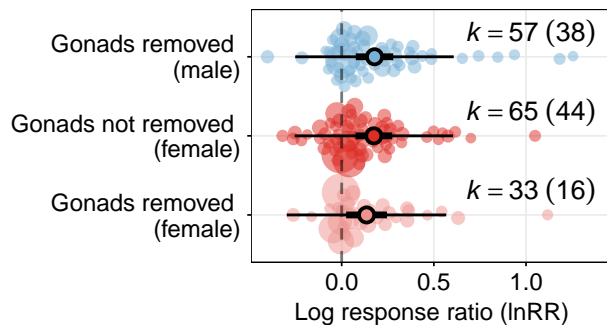 Gonads removed
(male)
k = 57 (38)
Gonads not removed
(female)
k = 65 (44)
Gonads removed
(female)
k = 33 (16)
0.0 0.5 1.0
Log response ratio (lnRR)